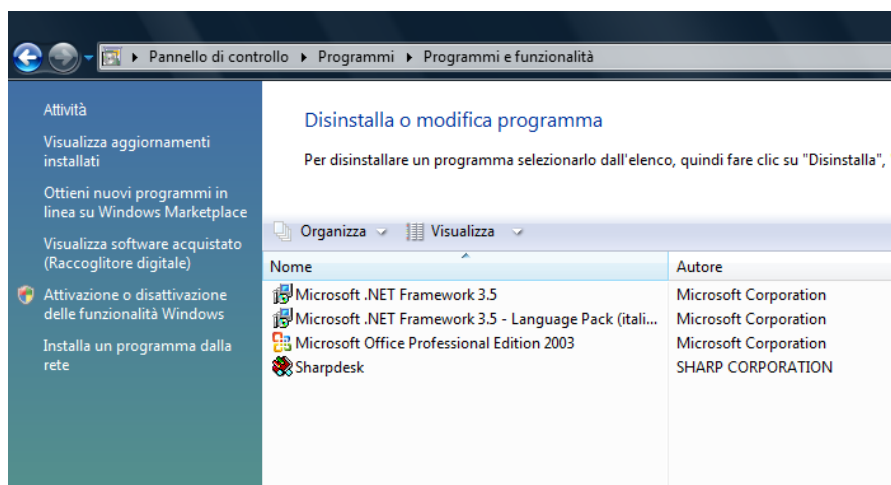 Pannello di controllo ▸ Programmi ▸ Programmi e funzionalità
Attività
Visualizza aggiornamenti
installati
Ottieni nuovi programmi in
linea su Windows Marketplace
Visualizza software acquistato
(Raccoglitore digitale)
Attivazione o disattivazione
delle funzionalità Windows
Installa un programma dalla
rete
Disinstalla o modifica programma
Per disinstallare un programma selezionarlo dall'elenco, quindi fare clic su "Disinstalla",
Organizza Visualizza
Nome Autore
Microsoft .NET Framework 3.5 Microsoft Corporation
Microsoft .NET Framework 3.5 - Language Pack (itali... Microsoft Corporation
Microsoft Office Professional Edition 2003 Microsoft Corporation
Sharpdesk SHARP CORPORATION